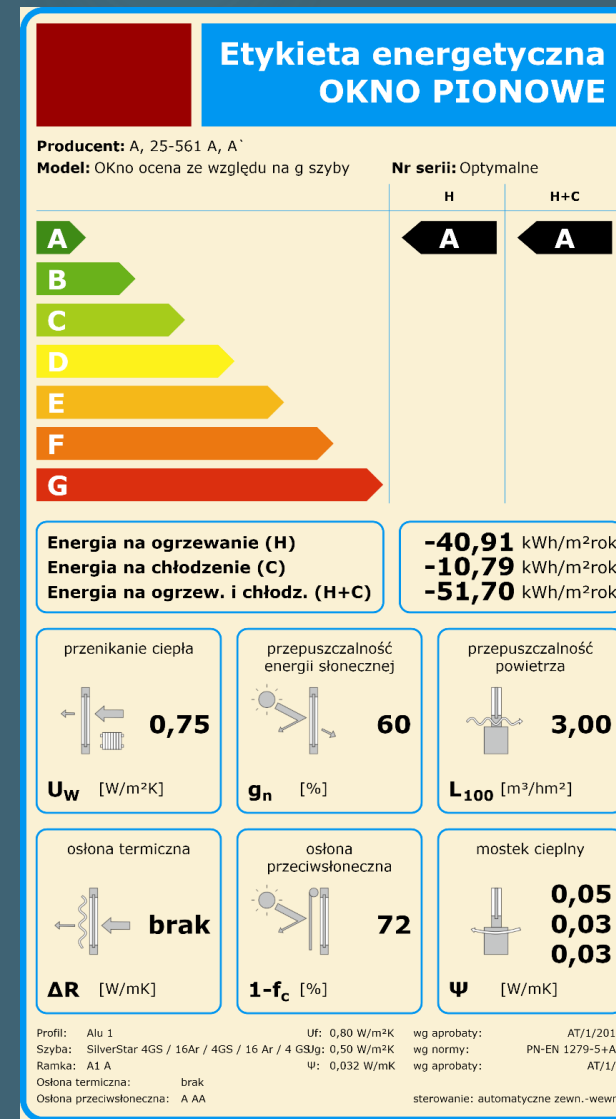 Etykieta energetyczna
OKNO PIONOWE
Producent: A, 25-561 A, A`
Model: OKno ocena ze względu na g szyby Nr serii: Optymalne
H H+C
A A A
B
C
D
E
F
G
Energia na ogrzewanie (H) -40,91 kWh/m²rok
Energia na chłodzenie (C) -10,79 kWh/m²rok
Energia na ogrzew. i chłodz. (H+C) -51,70 kWh/m²rok
przenikanie ciepła
0,75
Uw [W/m²K]
przepuszczalność
energii słonecznej
60
gn [%]
przepuszczalność
powietrza
3,00
L100 [m³/hm²]
osłona termiczna
brak
ΔR [W/mK]
osłona
przeciwsłoneczna
72
1-fc [%]
mostek cieplny
0,05
0,03
0,03
Ψ [W/mK]
Profil: Alu 1 Uf: 0,80 W/m²K wg aprobaty: AT/1/201
Szyba: SilverStar 4GS / 16Ar / 4GS / 16 Ar / 4 GS Ug: 0,50 W/m²K wg normy: PN-EN 1279-5+A
Ramka: A1 A Ψ: 0,032 W/mK wg aprobaty: AT/1/
Osłona termiczna: brak
Osłona przeciwsłoneczna: A AA sterowanie: automatyczne zewn.-wewn